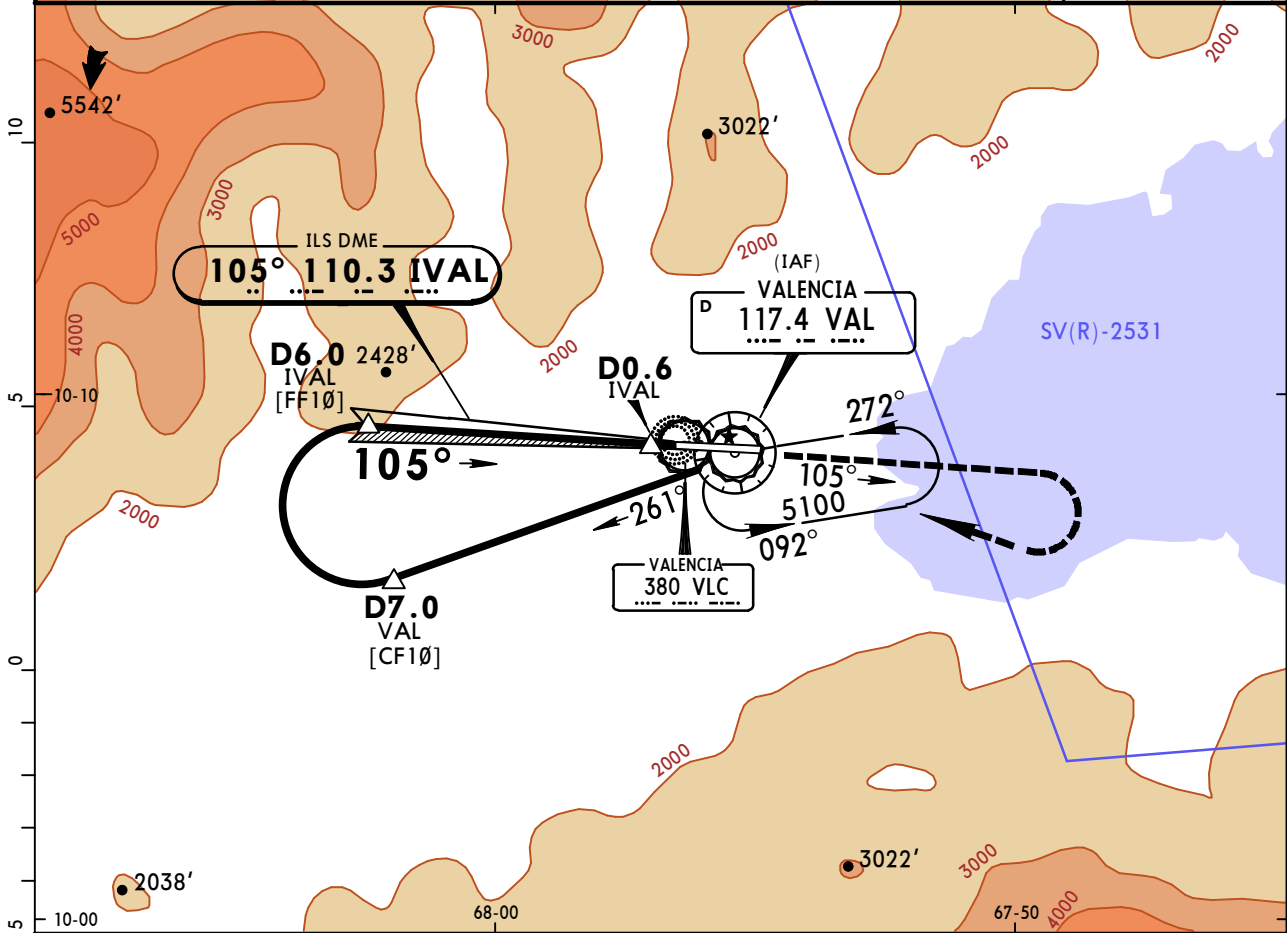 3000
2000
5542'
10
3022'
2000
3000
5000
2000
ILS DME
105° 110.3 IVAL
(IAF)
VALENCIA
D
117.4 VAL
SV(R)-2531
4000
D6.0
IVAL
[FF1Ø]
2428'
2000
D0.6
IVAL
5
10-10
272°
105°
105°
5100
092°
261°
2000
VALENCIA
380 VLC
D7.0
VAL
[CF1Ø]
0
2000
2038'
3022'
3000
4000
5
10-00
68-00
67-50